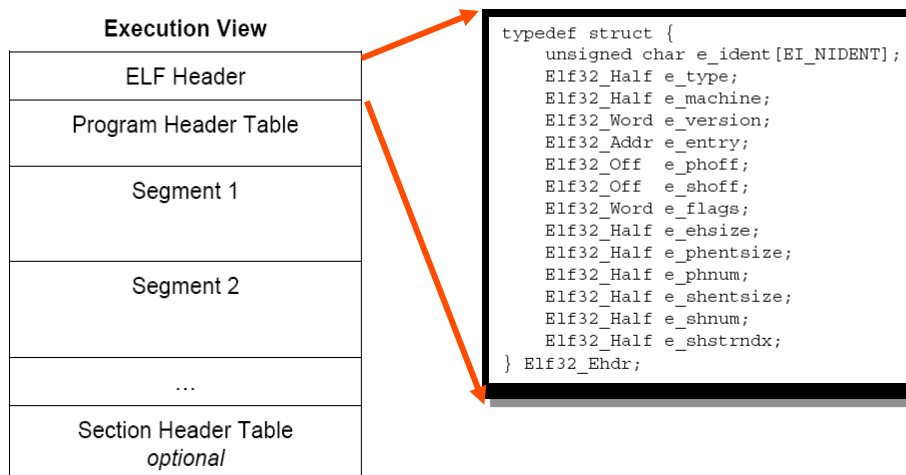 Execution View
ELF Header
Program Header Table
Segment 1
Segment 2
...
Section Header Table
optional
typedef struct {
    unsigned char e_ident[EI_NIDENT];
    Elf32_Half e_type;
    Elf32_Half e_machine;
    Elf32_Word e_version;
    Elf32_Addr e_entry;
    Elf32_Off  e_phoff;
    Elf32_Off  e_shoff;
    Elf32_Word e_flags;
    Elf32_Half e_ehsize;
    Elf32_Half e_phentsize;
    Elf32_Half e_phnum;
    Elf32_Half e_shentsize;
    Elf32_Half e_shnum;
    Elf32_Half e_shstrndx;
} Elf32_Ehdr;